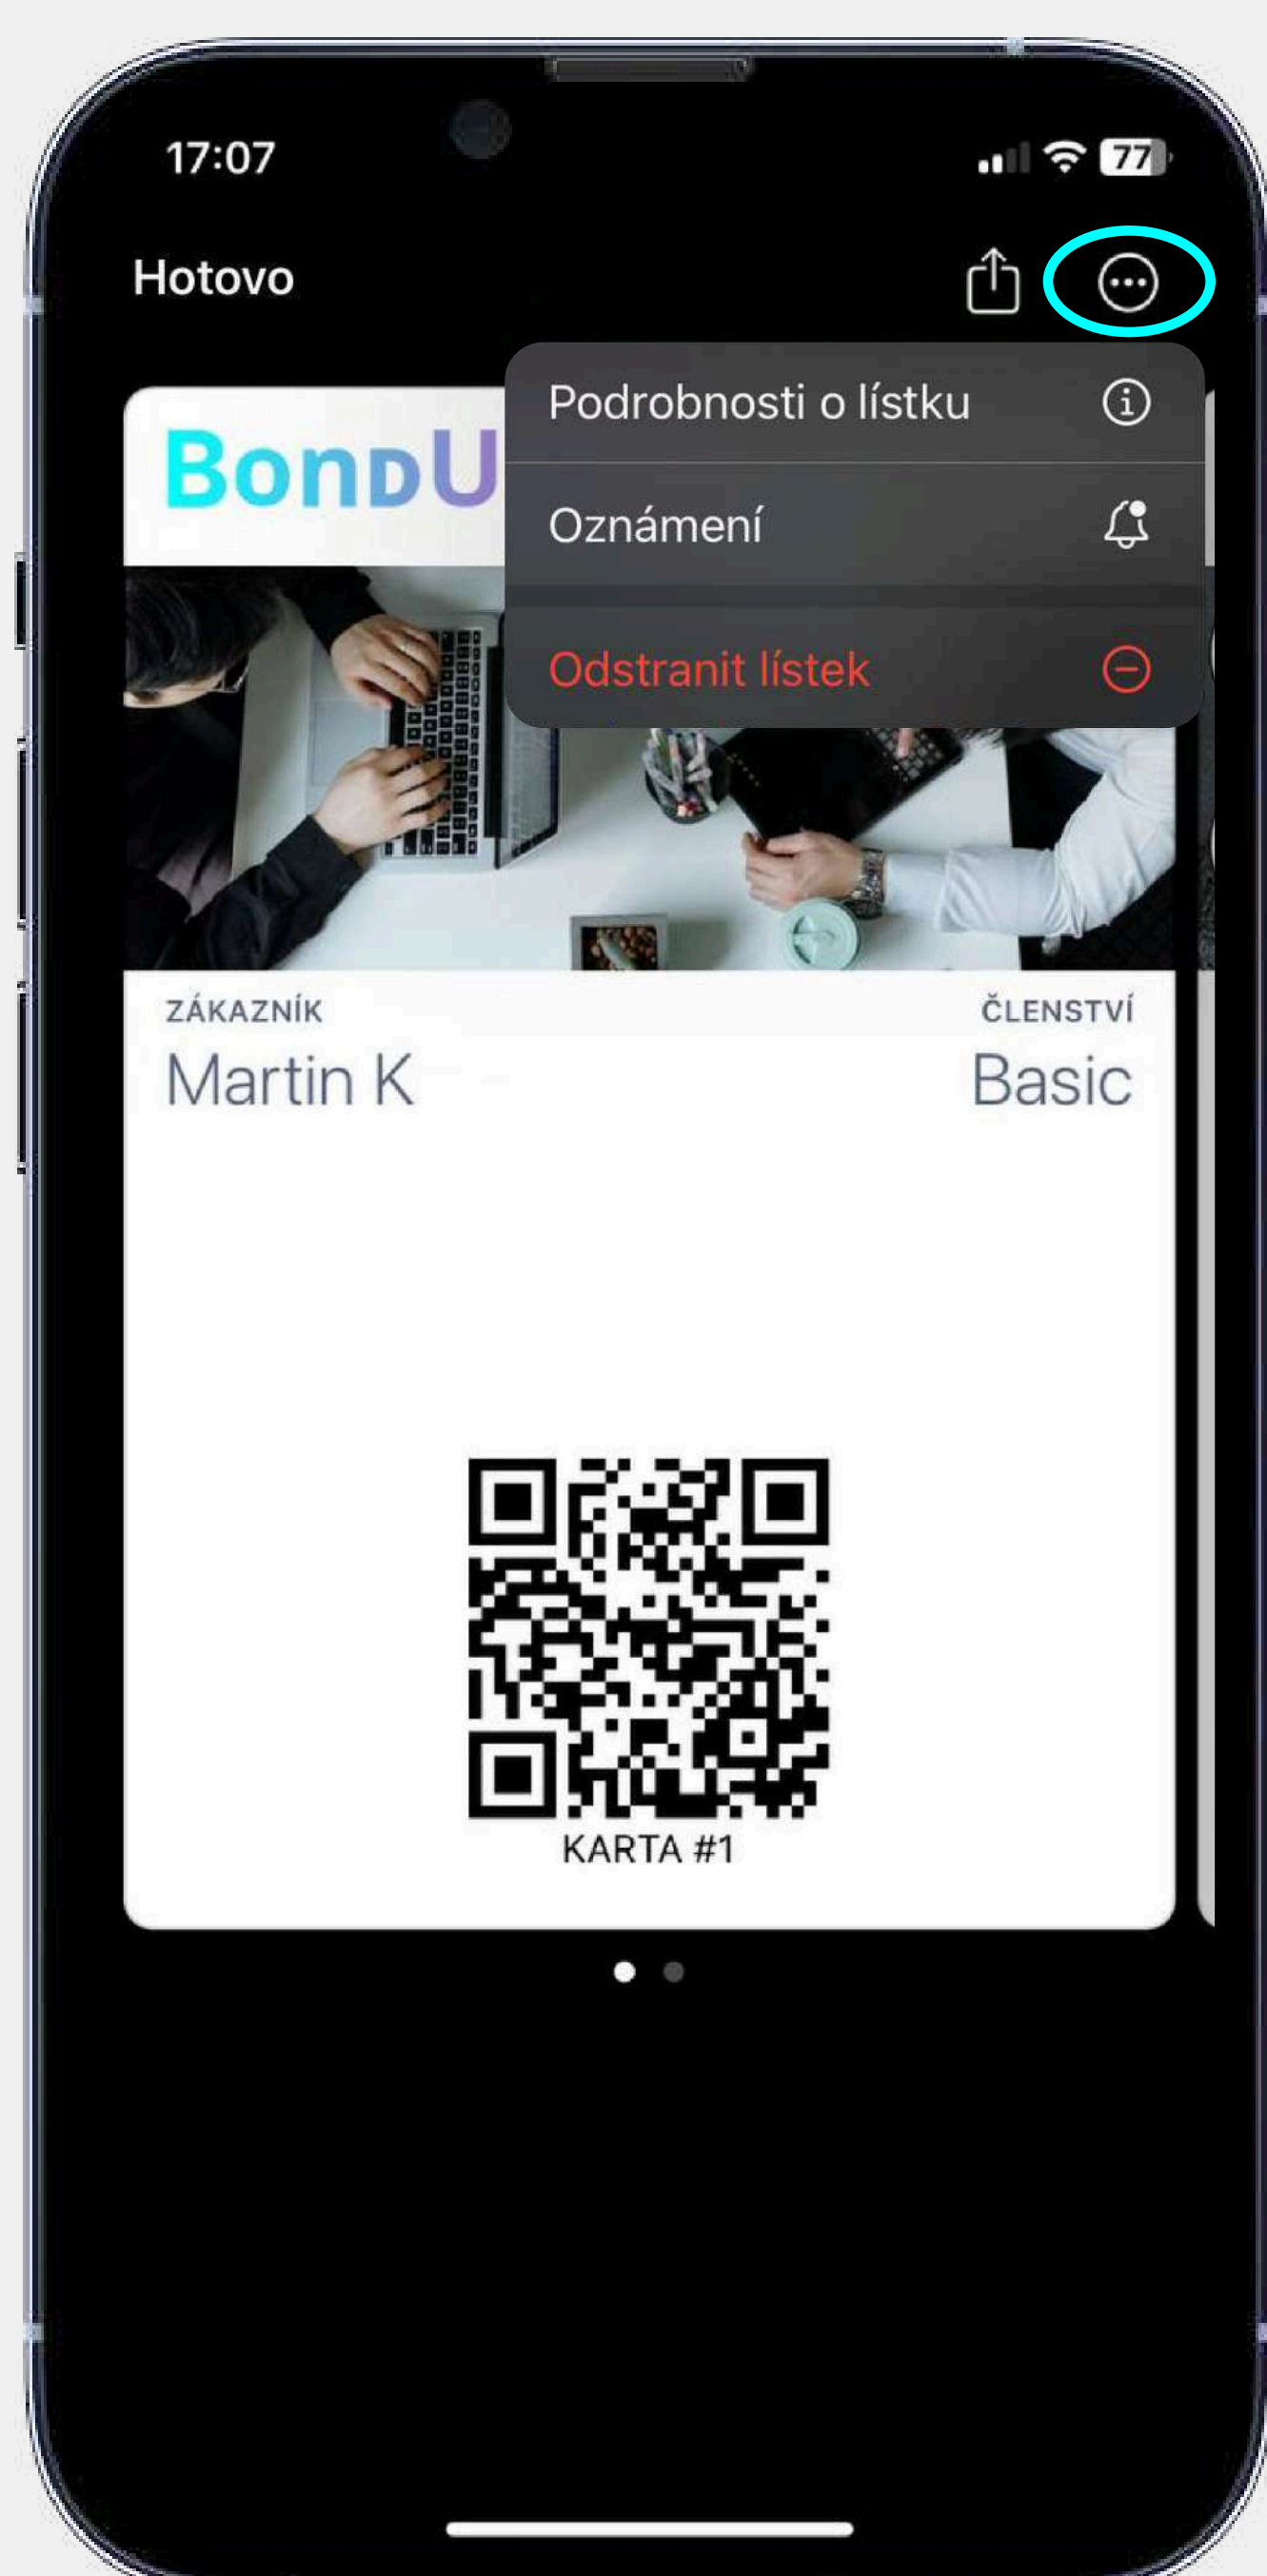 17:07
77
Hotovo
Podrobnosti o lístku
BonDU
Oznámení
Odstranit lístek
ZÁKAZNÍK
ČLENSTVÍ
Martin K
Basic
KARTA #1